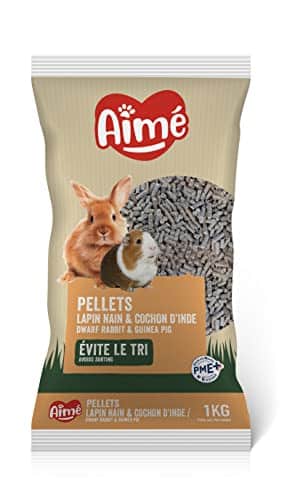 Aimé
PELLETS
LAPIN NAIN & COCHON D'INDE
DWARF RABBIT & GUINEA PIG
ÉVITE LE TRI
AVOIDS SORTING
PME+
Aimé
PELLETS
LAPIN NAIN & COCHON D'INDE /
DWARF RABBIT & GUINEA PIG
1KG